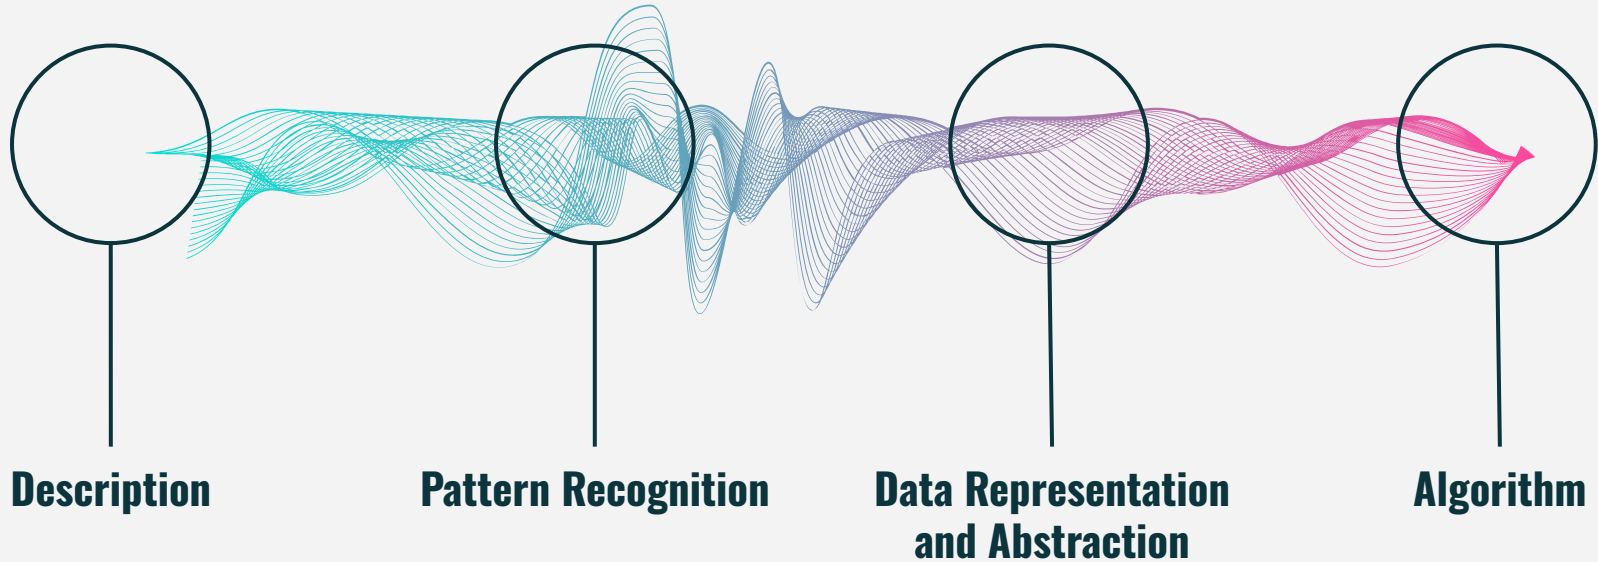 Description
Pattern Recognition
Data Representation
and Abstraction
Algorithm